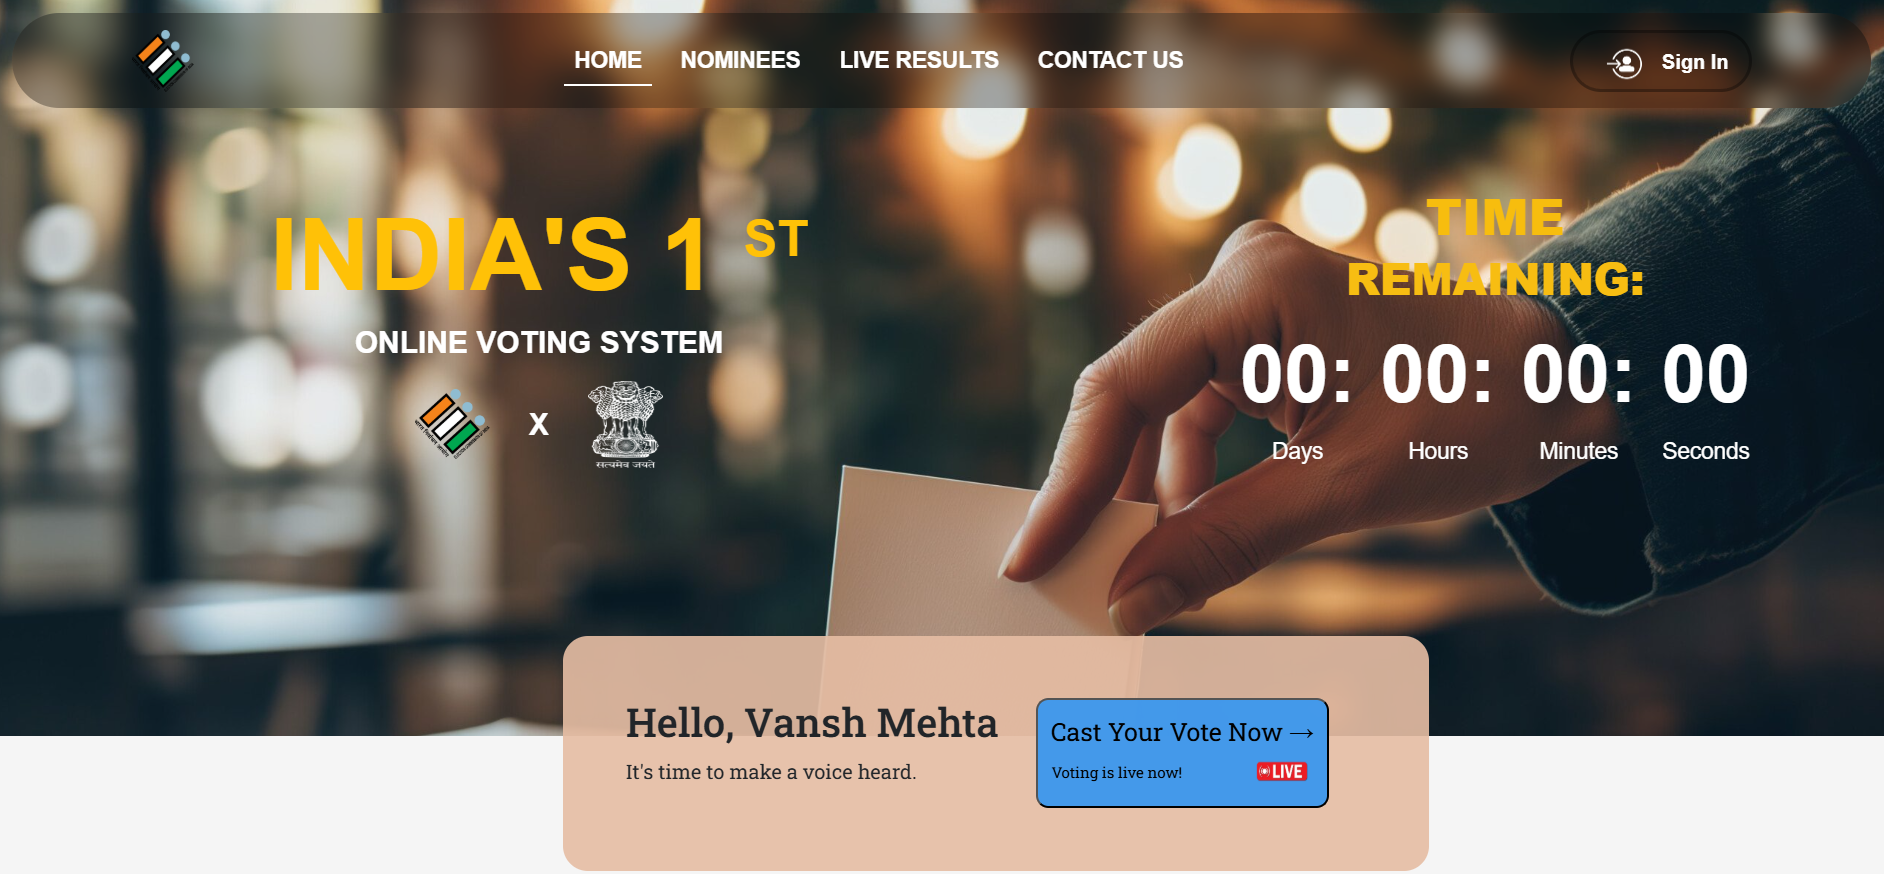 HOME NOMINEES LIVE RESULTS CONTACT US Sign In
INDIA'S 1 ST
ONLINE VOTING SYSTEM
X
सत्यमेव जयते
TIME
REMAINING:
00: 00: 00: 00
Days Hours Minutes Seconds
Hello, Vansh Mehta
It's time to make a voice heard.
Cast Your Vote Now →
Voting is live now! LIVE